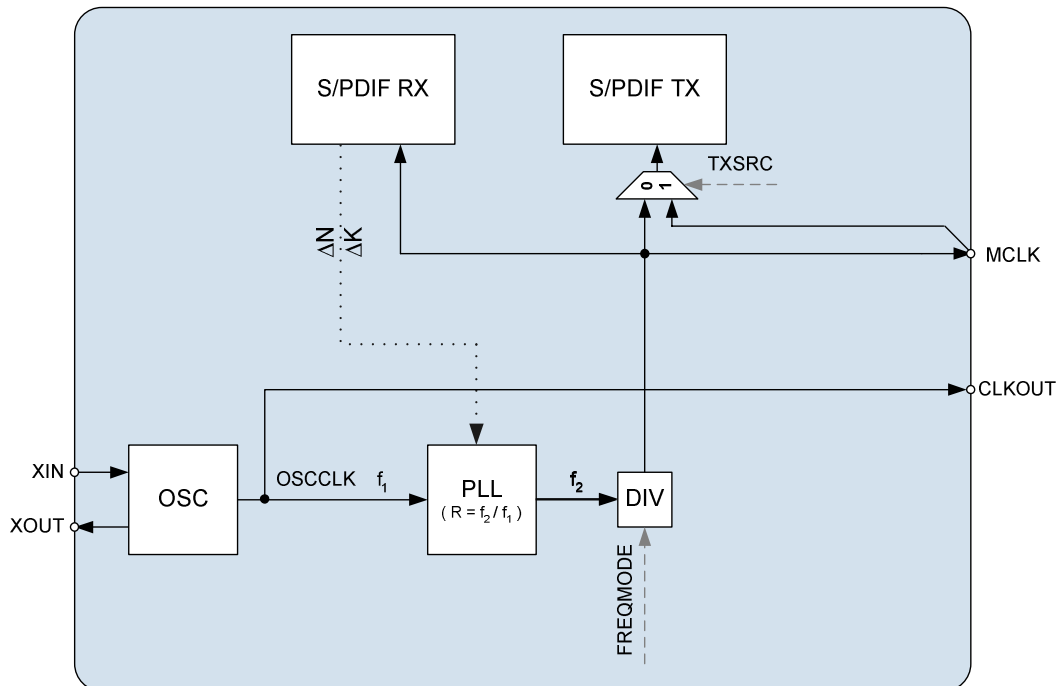 S/PDIF RX
S/PDIF TX
TXSRC
0
1
ΔN
ΔK
MCLK
CLKOUT
XIN
XOUT
OSC
OSCCLK f₁
PLL
( R = f₂ / f₁ )
f₂
DIV
FREQMODE